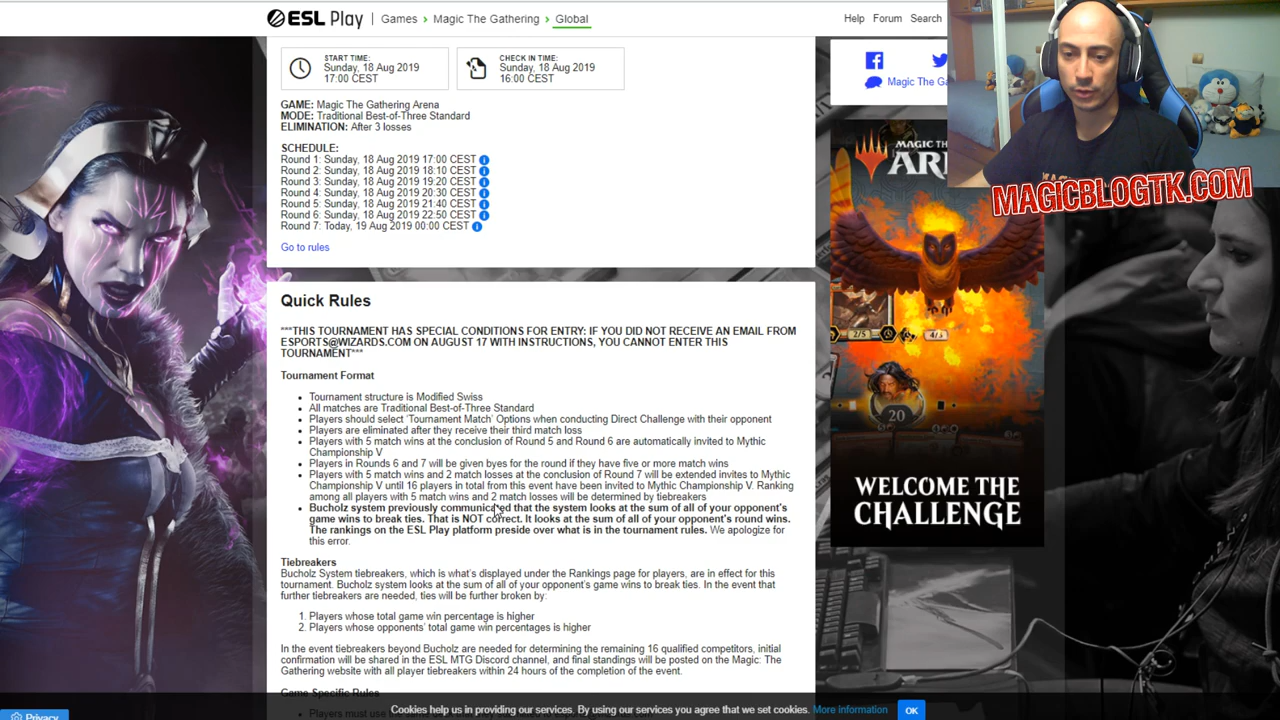 ESL Play | Games > Magic The Gathering > Global
Help Forum Search
START TIME:
Sunday, 18 Aug 2019
17:00 CEST
CHECK IN TIME:
Sunday, 18 Aug 2019
16:00 CEST
GAME: Magic The Gathering Arena
MODE: Traditional Best-of-Three Standard
ELIMINATION: After 3 losses
SCHEDULE:
Round 1: Sunday, 18 Aug 2019 17:00 CEST
Round 2: Sunday, 18 Aug 2019 18:10 CEST
Round 3: Sunday, 18 Aug 2019 19:20 CEST
Round 4: Sunday, 18 Aug 2019 20:30 CEST
Round 5: Sunday, 18 Aug 2019 21:40 CEST
Round 6: Sunday, 18 Aug 2019 22:50 CEST
Round 7: Today, 19 Aug 2019 00:00 CEST
Go to rules
Quick Rules
***THIS TOURNAMENT HAS SPECIAL CONDITIONS FOR ENTRY: IF YOU DID NOT RECEIVE AN EMAIL FROM
ESPORTS@WIZARDS.COM ON AUGUST 17 WITH INSTRUCTIONS, YOU CANNOT ENTER THIS
TOURNAMENT***
Tournament Format
• Tournament structure is Modified Swiss
• All matches are Traditional Best-of-Three Standard
• Players should select 'Tournament Match' Options when conducting Direct Challenge with their opponent
• Players are eliminated after they receive their third match loss
• Players with 5 match wins at the conclusion of Round 5 and Round 6 are automatically invited to Mythic
Championship V
• Players in Rounds 6 and 7 will be given byes for the round if they have five or more match wins
• Players with 5 match wins and 2 match losses at the conclusion of Round 7 will be extended invites to Mythic
Championship V until 16 players in total from this event have been invited to Mythic Championship V. Ranking
among all players with 5 match wins and 2 match losses will be determined by tiebreakers
• Bucholz system previously communicated that the system looks at the sum of all of your opponent's
game wins to break ties. That is NOT correct. It looks at the sum of all of your opponent's round wins.
The rankings on the ESL Play platform preside over what is in the tournament rules. We apologize for
this error.
Tiebreakers
Bucholz System tiebreakers, which is what's displayed under the Rankings page for players, are in effect for this
tournament. Bucholz system looks at the sum of all of your opponent's game wins to break ties. In the event that
further tiebreakers are needed, ties will be further broken by:
1. Players whose total game win percentage is higher
2. Players whose opponents' total game win percentages is higher
In the event tiebreakers beyond Bucholz are needed for determining the remaining 16 qualified competitors, initial
confirmation will be shared in the ESL MTG Discord channel, and final standings will be posted on the Magic: The
Gathering website with all player tiebreakers within 24 hours of the completion of the event.
Game Specific Rules
Cookies help us in providing our services. By using our services you agree that we set cookies. More information OK
Privacy
Magic The Ga
MAGICBLOGTK.COM
MAGIC TH
AR
2/5
4/3
20
WELCOME THE
CHALLENGE